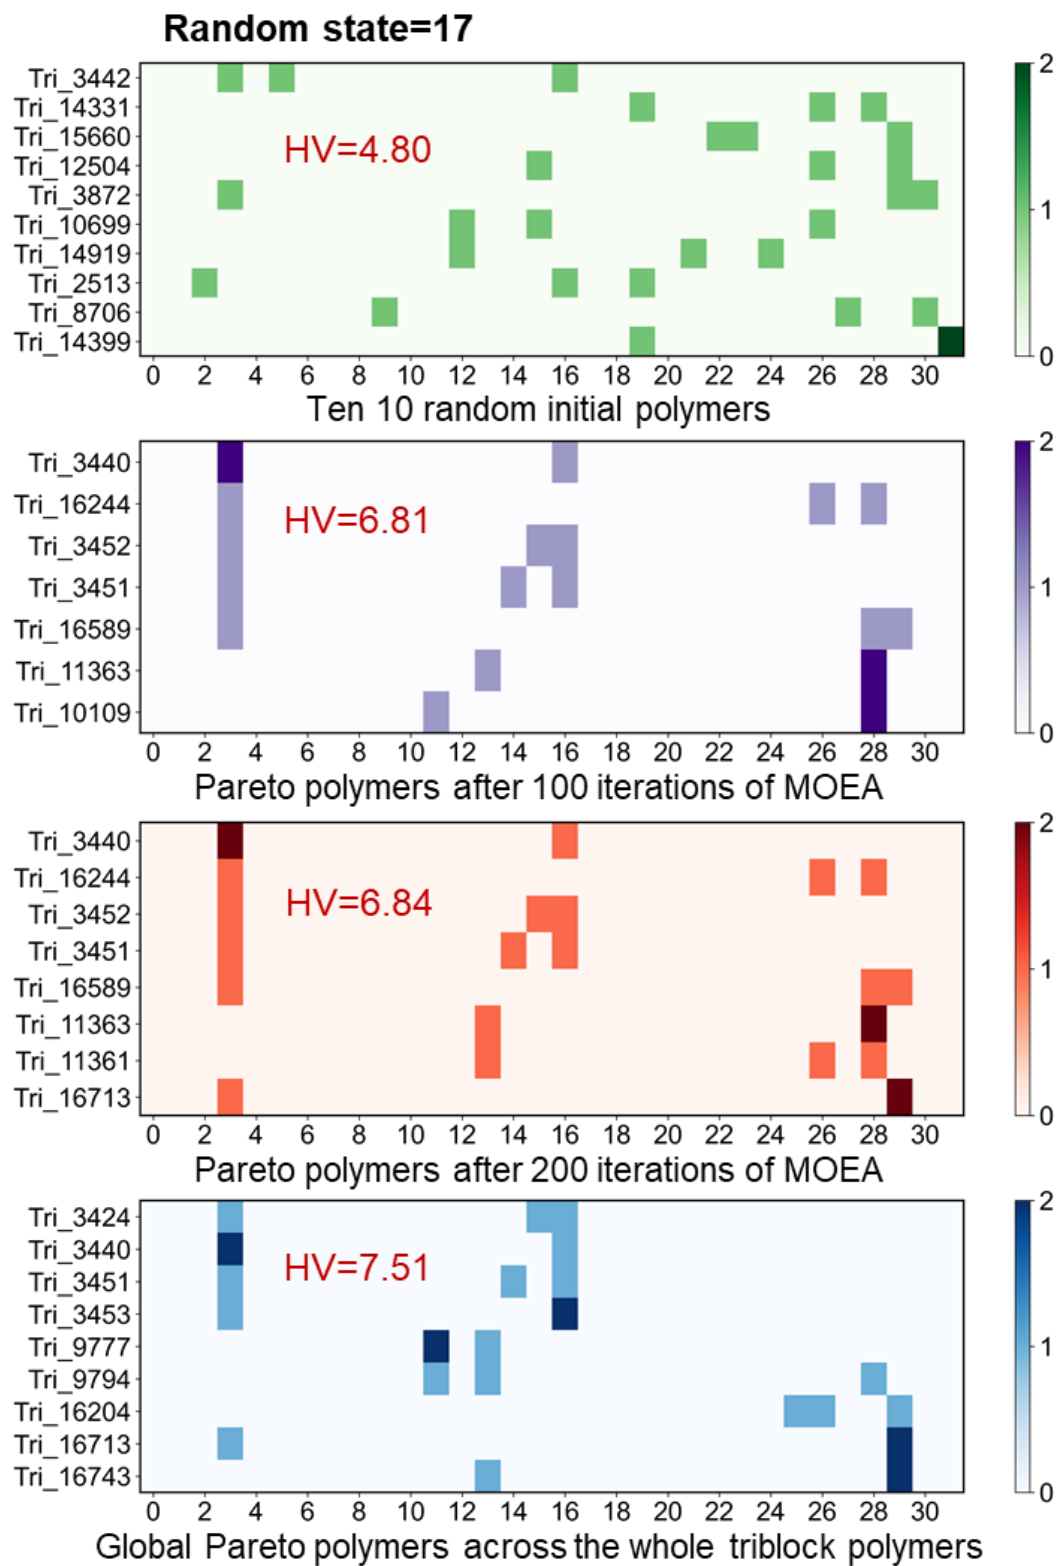 Random state=17
Tri_3442
Tri_14331
Tri_15660
Tri_12504
Tri_3872
Tri_10699
Tri_14919
Tri_2513
Tri_8706
Tri_14399
HV=4.80
2
1
0
0 2 4 6 8 10 12 14 16 18 20 22 24 26 28 30
Ten 10 random initial polymers
Tri_3440
Tri_16244
Tri_3452
Tri_3451
Tri_16589
Tri_11363
Tri_10109
HV=6.81
2
1
0
0 2 4 6 8 10 12 14 16 18 20 22 24 26 28 30
Pareto polymers after 100 iterations of MOEA
Tri_3440
Tri_16244
Tri_3452
Tri_3451
Tri_16589
Tri_11363
Tri_11361
Tri_16713
HV=6.84
2
1
0
0 2 4 6 8 10 12 14 16 18 20 22 24 26 28 30
Pareto polymers after 200 iterations of MOEA
Tri_3424
Tri_3440
Tri_3451
Tri_3453
Tri_9777
Tri_9794
Tri_16204
Tri_16713
Tri_16743
HV=7.51
2
1
0
0 2 4 6 8 10 12 14 16 18 20 22 24 26 28 30
Global Pareto polymers across the whole triblock polymers